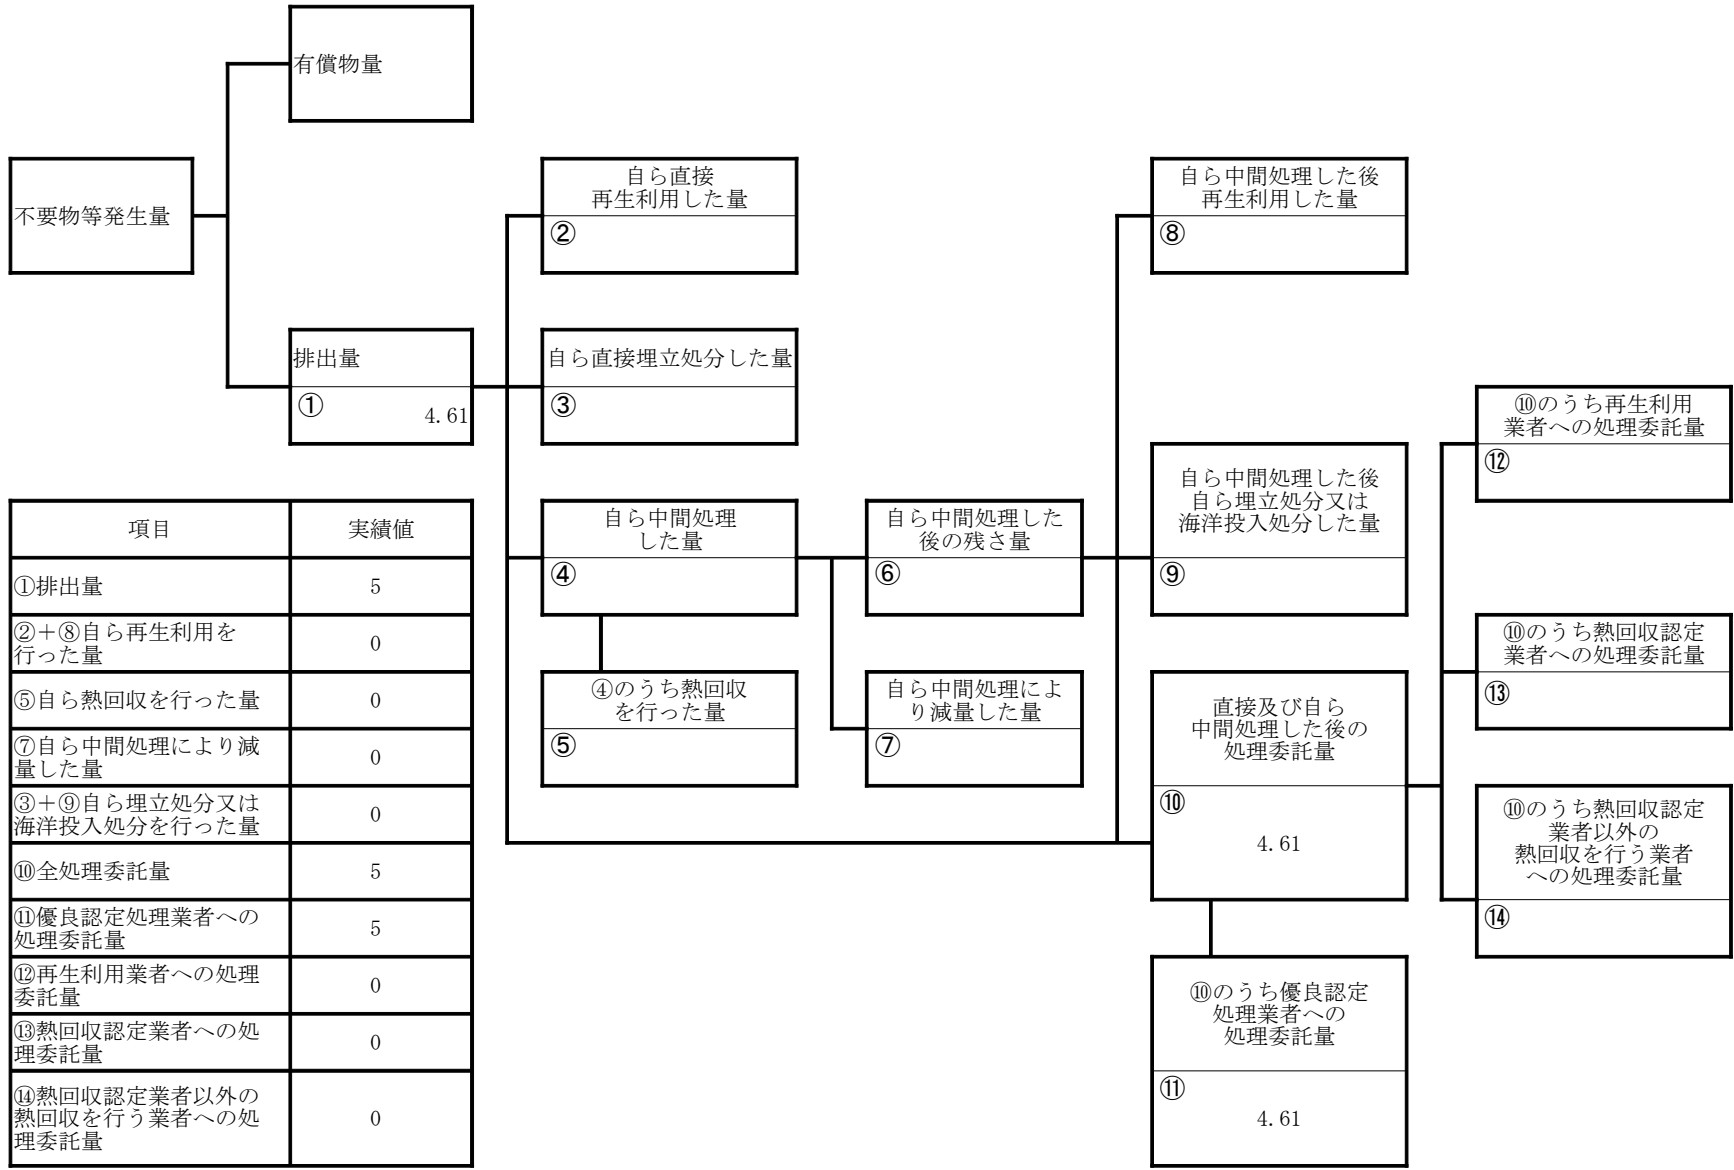 有償物量
不要物等発生量
自ら直接
再生利用した量
②
自ら中間処理した後
再生利用した量
⑧
排出量
①
4.61
自ら直接埋立処分した量
③
⑩のうち再生利用
業者への処理委託量
⑫
自ら中間処理
した量
④
自ら中間処理した
後の残さ量
⑥
自ら中間処理した後
自ら埋立処分又は
海洋投入処分した量
⑨
⑩のうち熱回収認定
業者への処理委託量
⑬
④のうち熱回収
を行った量
⑤
自ら中間処理によ
り減量した量
⑦
直接及び自ら
中間処理した後の
処理委託量
⑩
4.61
⑩のうち熱回収認定
業者以外の
熱回収を行う業者
への処理委託量
⑭
⑩のうち優良認定
処理業者への
処理委託量
⑪
4.61
項目 実績値
①排出量 5
②+⑧自ら再生利用を
行った量 0
⑤自ら熱回収を行った量 0
⑦自ら中間処理により減
量した量 0
③+⑨自ら埋立処分又は
海洋投入処分を行った量 0
⑩全処理委託量 5
⑪優良認定処理業者への
処理委託量 5
⑫再生利用業者への処理
委託量 0
⑬熱回収認定業者への処
理委託量 0
⑭熱回収認定業者以外の
熱回収を行う業者への処
理委託量 0